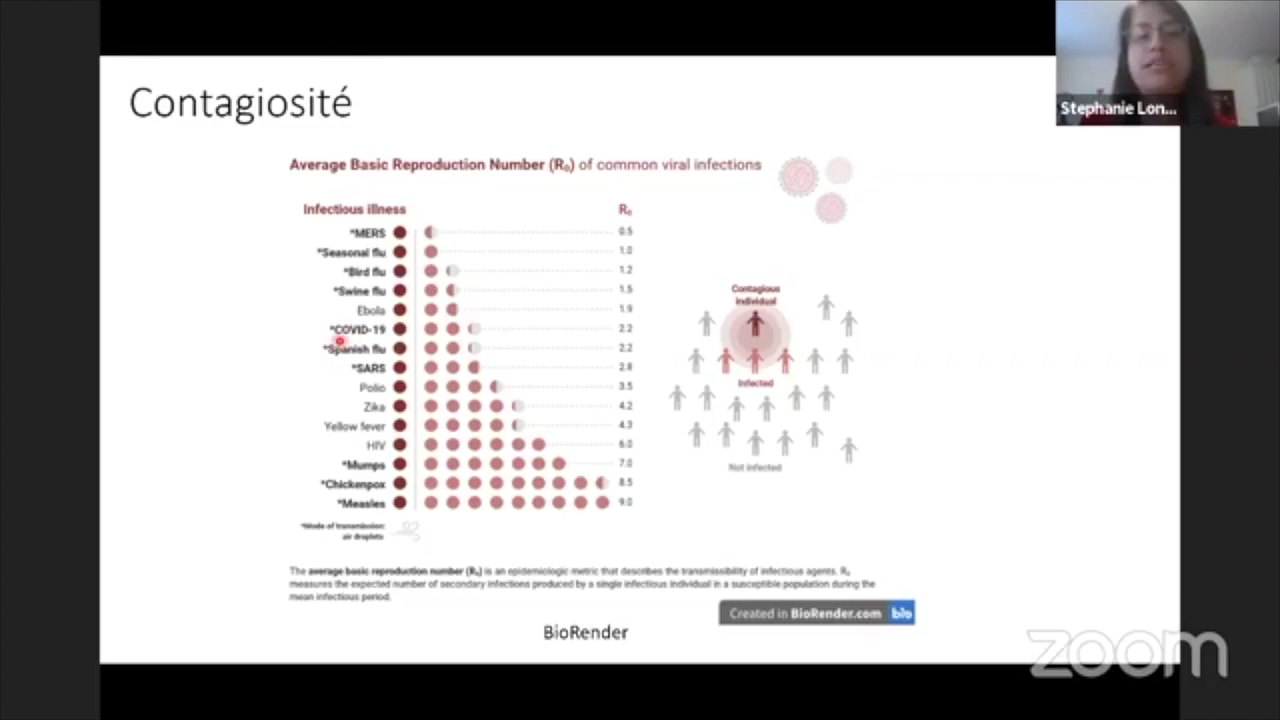 Contagiosité
Stephanie Lon...
Average Basic Reproduction Number (R₀) of common viral infections
Infectious illness R₀
*MERS 0.5
*Seasonal flu 1.0
*Bird flu 1.2
*Swine flu 1.5
Ebola 1.9
*COVID-19 2.2
*Spanish flu 2.2
*SARS 2.8
Polio 3.5
Zika 4.2
Yellow fever 4.3
HIV 6.0
*Mumps 7.0
*Chickenpox 8.5
*Measles 9.0
*Mode of transmission:
air droplets
Contagious
individual
Infected
Not infected
The average basic reproduction number (R₀) is an epidemiologic metric that describes the transmissibility of infectious agents. R₀
measures the expected number of secondary infections produced by a single infectious individual in a susceptible population during the
mean infectious period.
Created in BioRender.com bio
BioRender
zoom